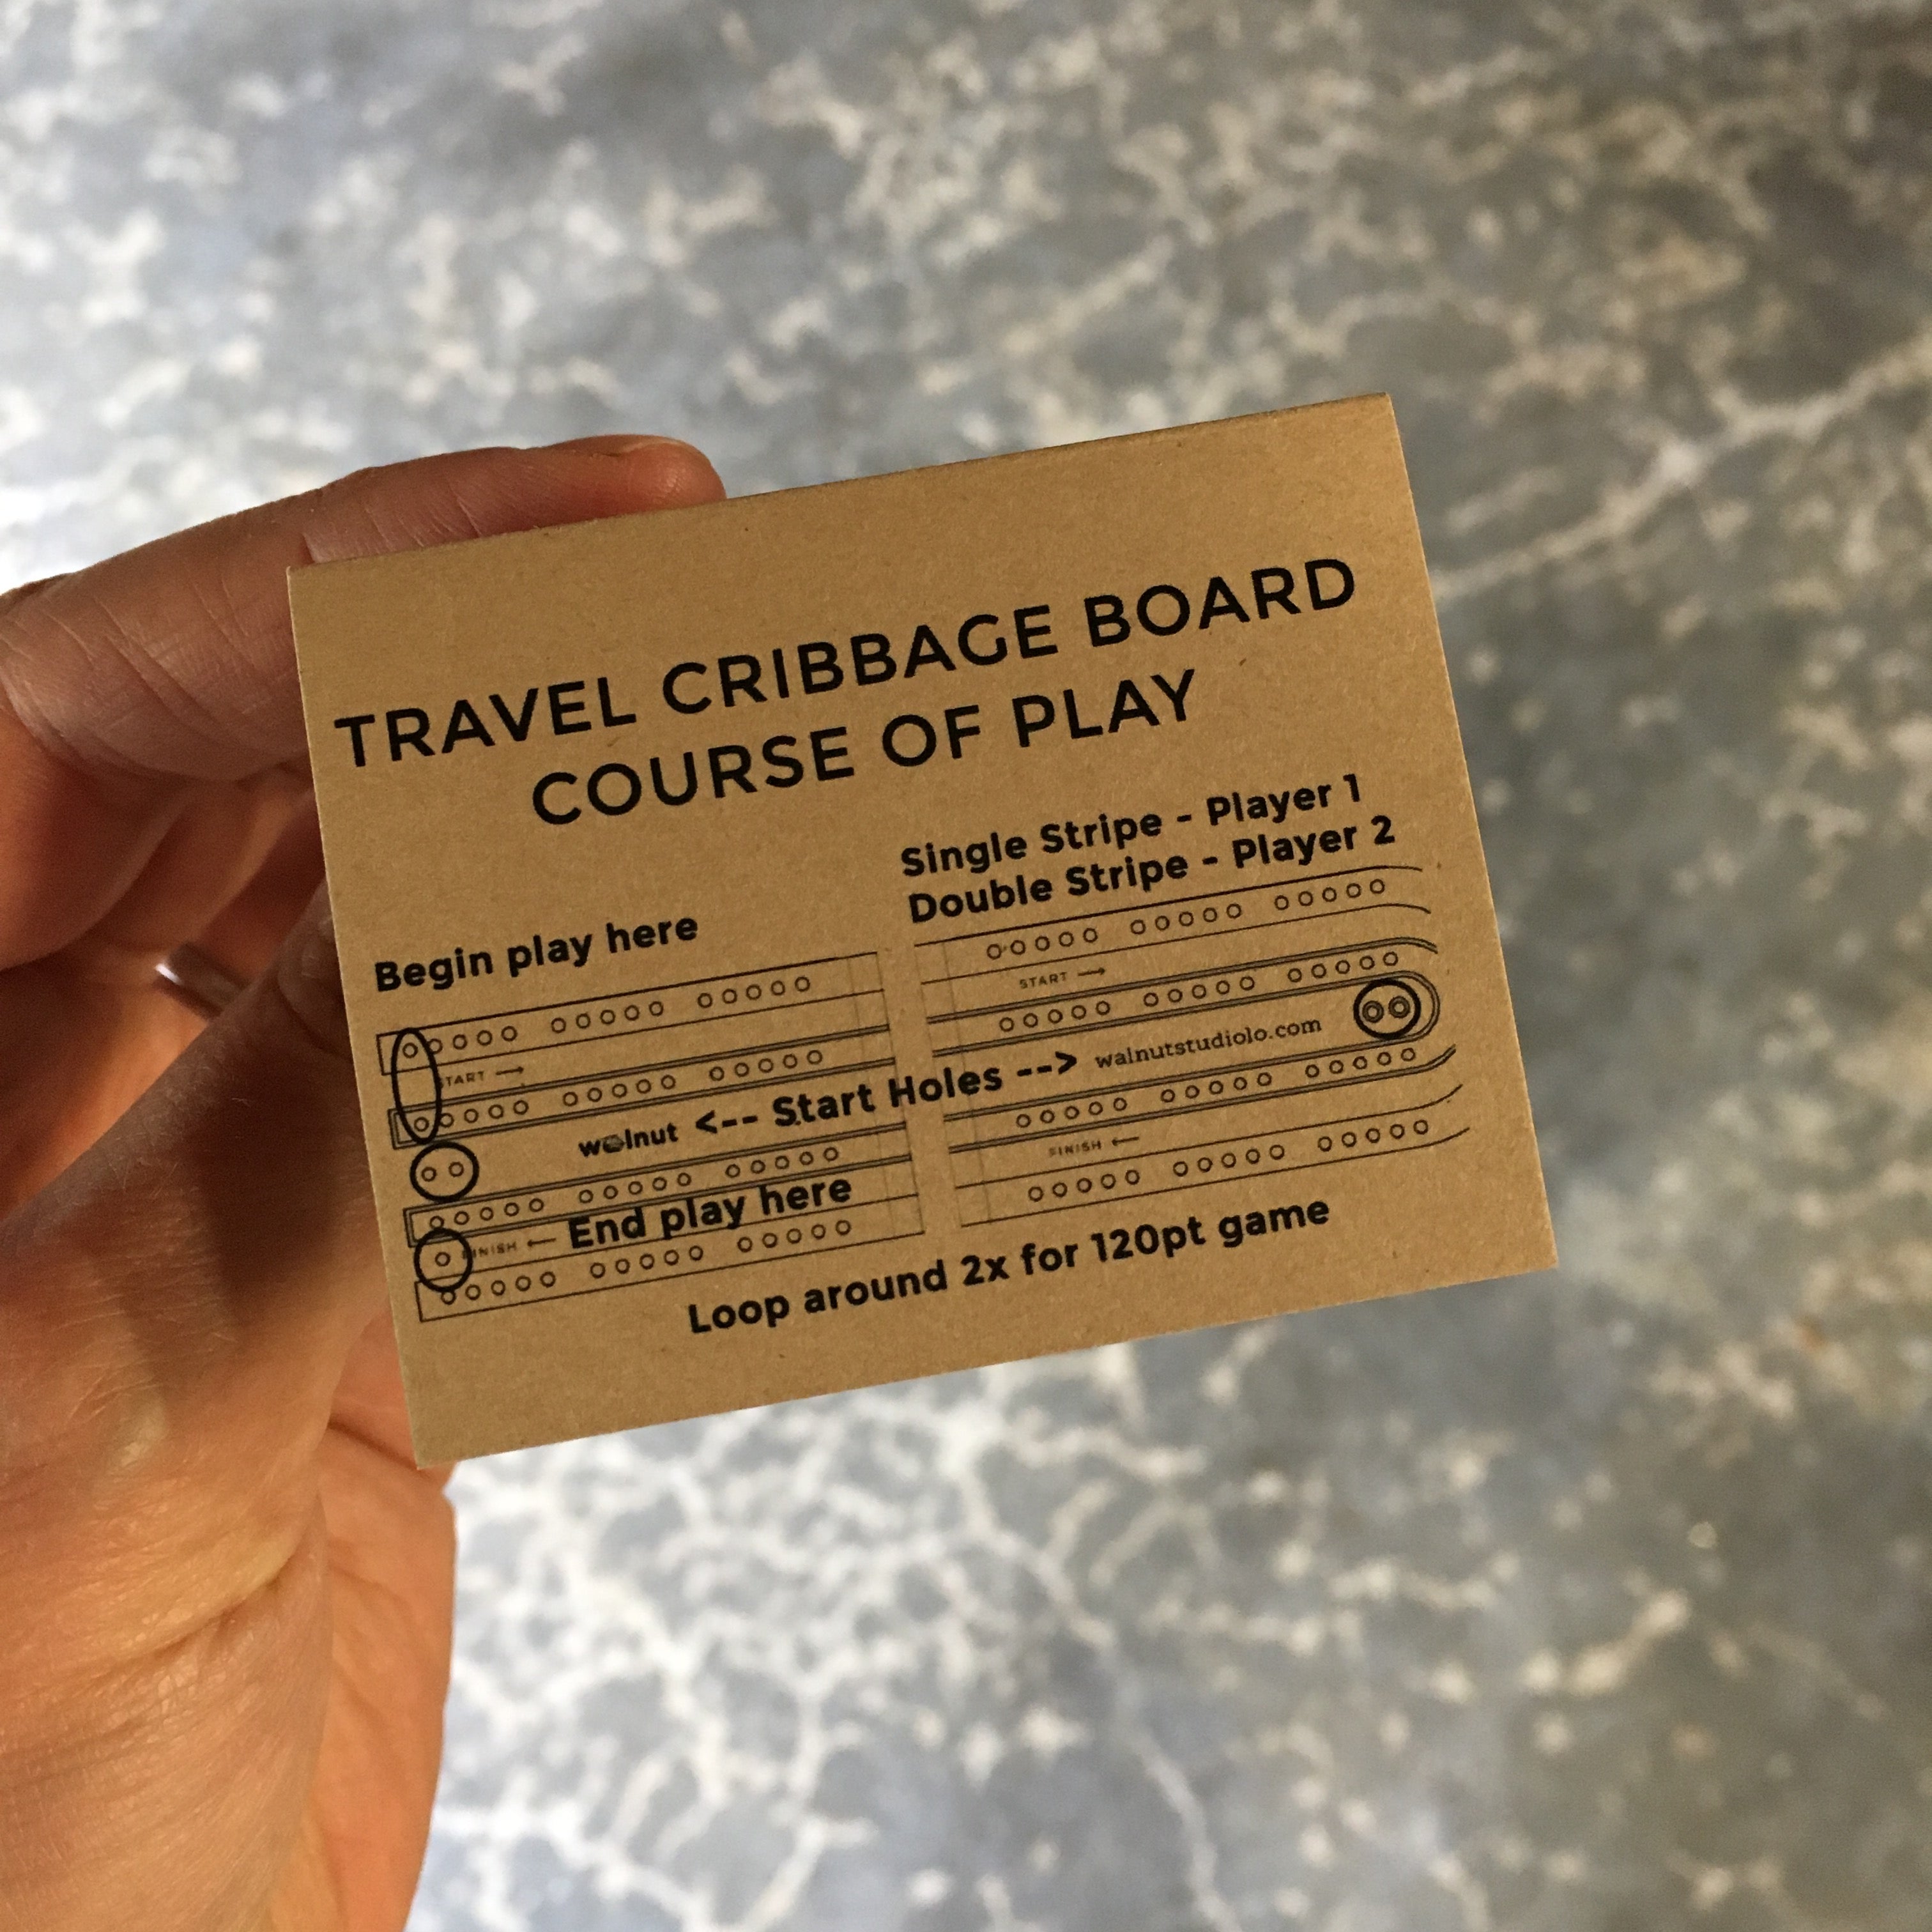 TRAVEL CRIBBAGE BOARD
COURSE OF PLAY
Single Stripe - Player 1
Double Stripe - Player 2
Begin play here
START →
START →
walnut <-- Start Holes --> walnutstudiolo.com
FINISH ←
FINISH ← End play here
Loop around 2x for 120pt game